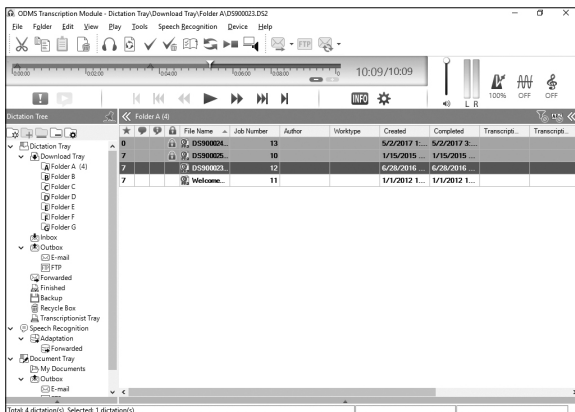 ODMS Transcription Module - Dictation Tray\Download Tray\Folder A\DS900023.DS2
File Folder Edit View Play Tools Speech Recognition Device Help
FTP
0:00:00 0:02:00 0:04:00 0:06:00 0:08:00 0:10 10:09/10:09
L R 100% OFF OFF
INFO
Dictation Tree Folder A (4)
File Name Job Number Author Worktype Created Completed Transcripti... Transcripti...
0 DS900024... 13 5/2/2017 1:... 5/2/2017 3:...
7 DS900025... 10 1/15/2015 ... 1/15/2015 ...
7 DS900023... 12 6/28/2016 ... 6/28/2016 ...
7 Welcome... 11 1/1/2012 1... 1/1/2012 1...
Dictation Tray
Download Tray
A Folder A (4)
B Folder B
C Folder C
D Folder D
E Folder E
F Folder F
G Folder G
Inbox
Outbox
E-mail
FTP FTP
Forwarded
Finished
Backup
Recycle Box
Transcriptionist Tray
Speech Recognition
Adaptation
Forwarded
Document Tray
My Documents
Outbox
E-mail
Total: 4 dictation(s) Selected: 1 dictation(s)